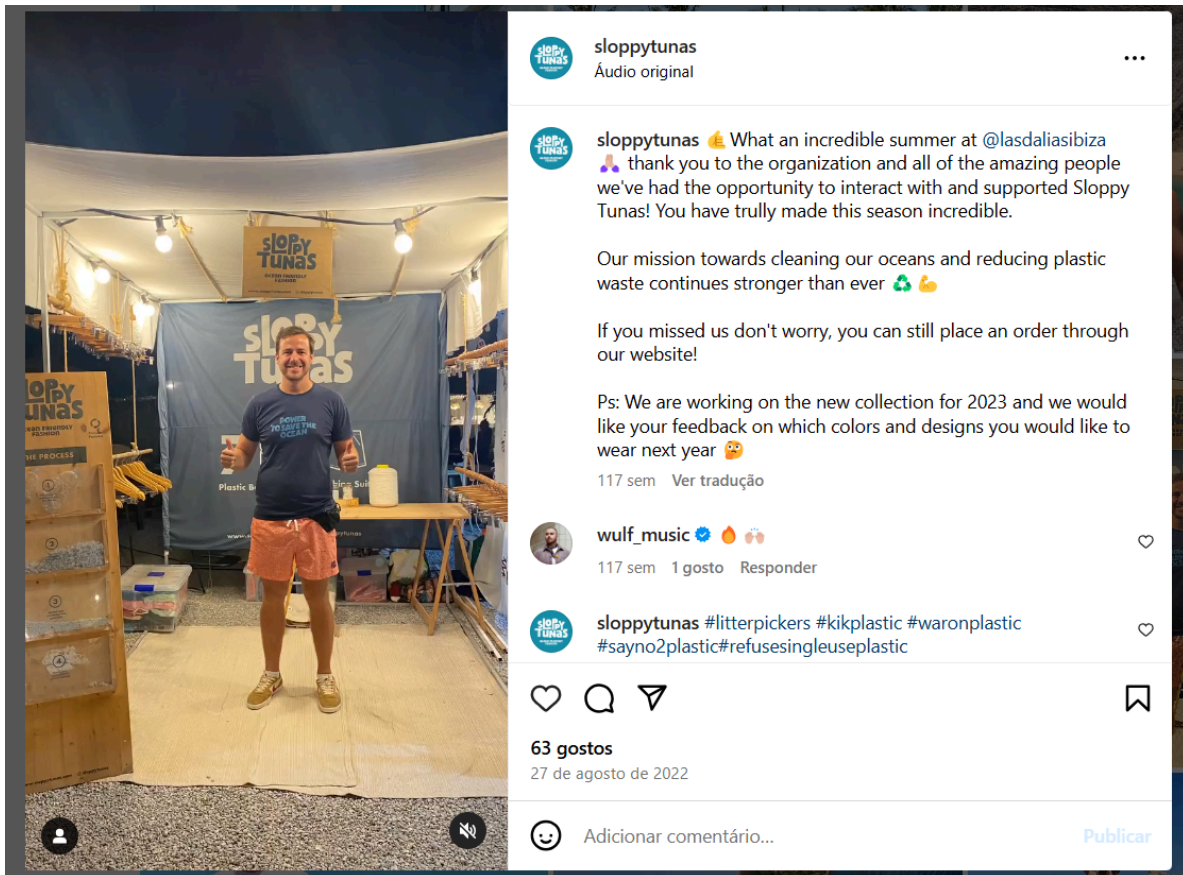 SLOPPY
TUNAS
OCEAN FRIENDLY
FASHION
SLOPPY
TUNAS
POWER
TO SAVE THE
OCEAN
Plastic
LOPPY
UNAS
FASHION
HE PROCESS
1
2
3
4
sloppytunas
Áudio original
sloppytunas 🤙What an incredible summer at @lasdaliasibiza
🙏🏼 thank you to the organization and all of the amazing people
we've had the opportunity to interact with and supported Sloppy
Tunas! You have trully made this season incredible.
Our mission towards cleaning our oceans and reducing plastic
waste continues stronger than ever ♻️ 💪
If you missed us don't worry, you can still place an order through
our website!
Ps: We are working on the new collection for 2023 and we would
like your feedback on which colors and designs you would like to
wear next year 🤔
117 sem Ver tradução
wulf_music 🔥 🙌🏻
117 sem 1 gosto Responder
sloppytunas #litterpickers #kikplastic #waronplastic
#sayno2plastic#refusesingleuseplastic
63 gostos
27 de agosto de 2022
Adicionar comentário...
Publicar